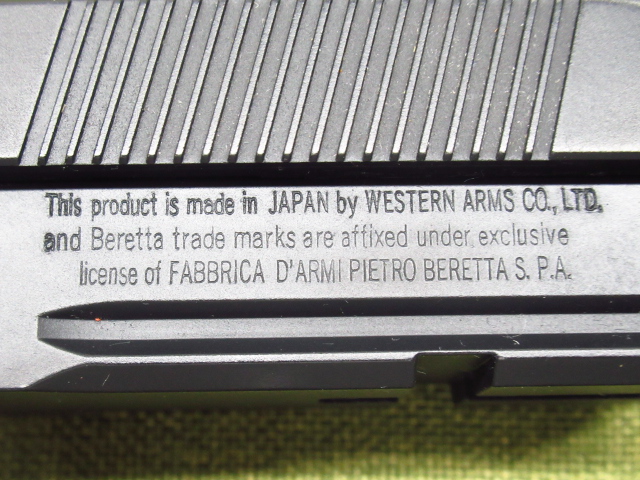 This product is made in JAPAN by WESTERN ARMS CO., LTD.
and Beretta trade marks are affixed under exclusive
license of FABBRICA D'ARMI PIETRO BERETTA S. P.A.